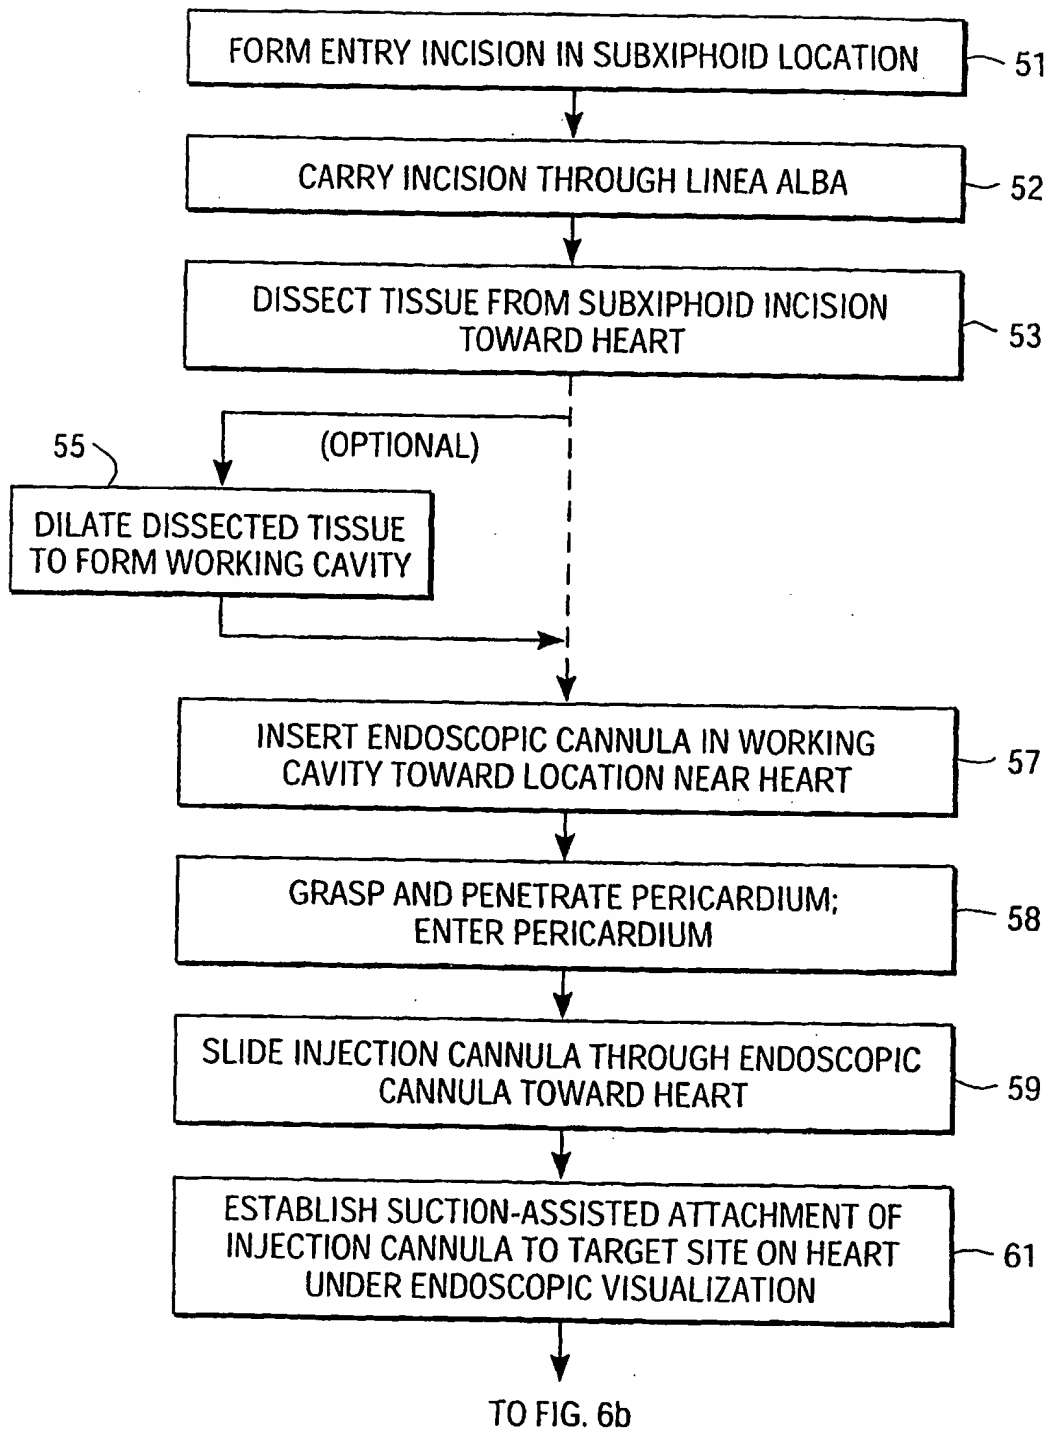 FORM ENTRY INCISION IN SUBXIPHOID LOCATION
51
CARRY INCISION THROUGH LINEA ALBA
52
DISSECT TISSUE FROM SUBXIPHOID INCISION
TOWARD HEART
53
(OPTIONAL)
55
DILATE DISSECTED TISSUE
TO FORM WORKING CAVITY
INSERT ENDOSCOPIC CANNULA IN WORKING
CAVITY TOWARD LOCATION NEAR HEART
57
GRASP AND PENETRATE PERICARDIUM;
ENTER PERICARDIUM
58
SLIDE INJECTION CANNULA THROUGH ENDOSCOPIC
CANNULA TOWARD HEART
59
ESTABLISH SUCTION-ASSISTED ATTACHMENT OF
INJECTION CANNULA TO TARGET SITE ON HEART
UNDER ENDOSCOPIC VISUALIZATION
61
TO FIG. 6b